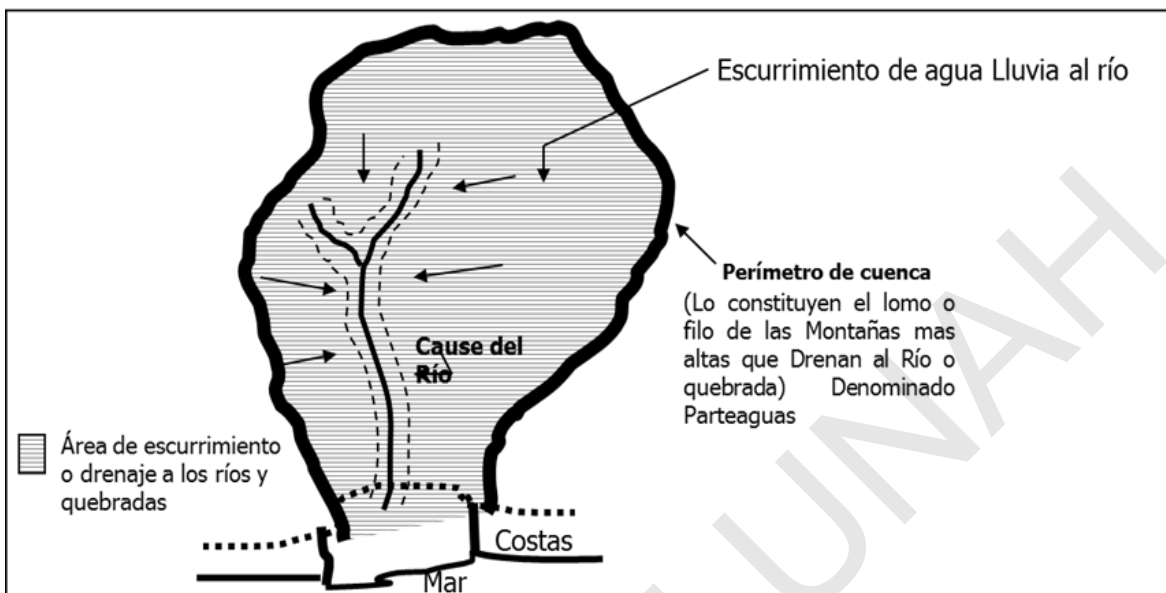 Escurrimiento de agua Lluvia al río
Perímetro de cuenca
(Lo constituyen el lomo o
filo de las Montañas mas
altas que Drenan al Río o
quebrada) Denominado
Parteaguas
Cause del
Río
Área de escurrimiento
o drenaje a los ríos y
quebradas
Costas
Mar
UNAH